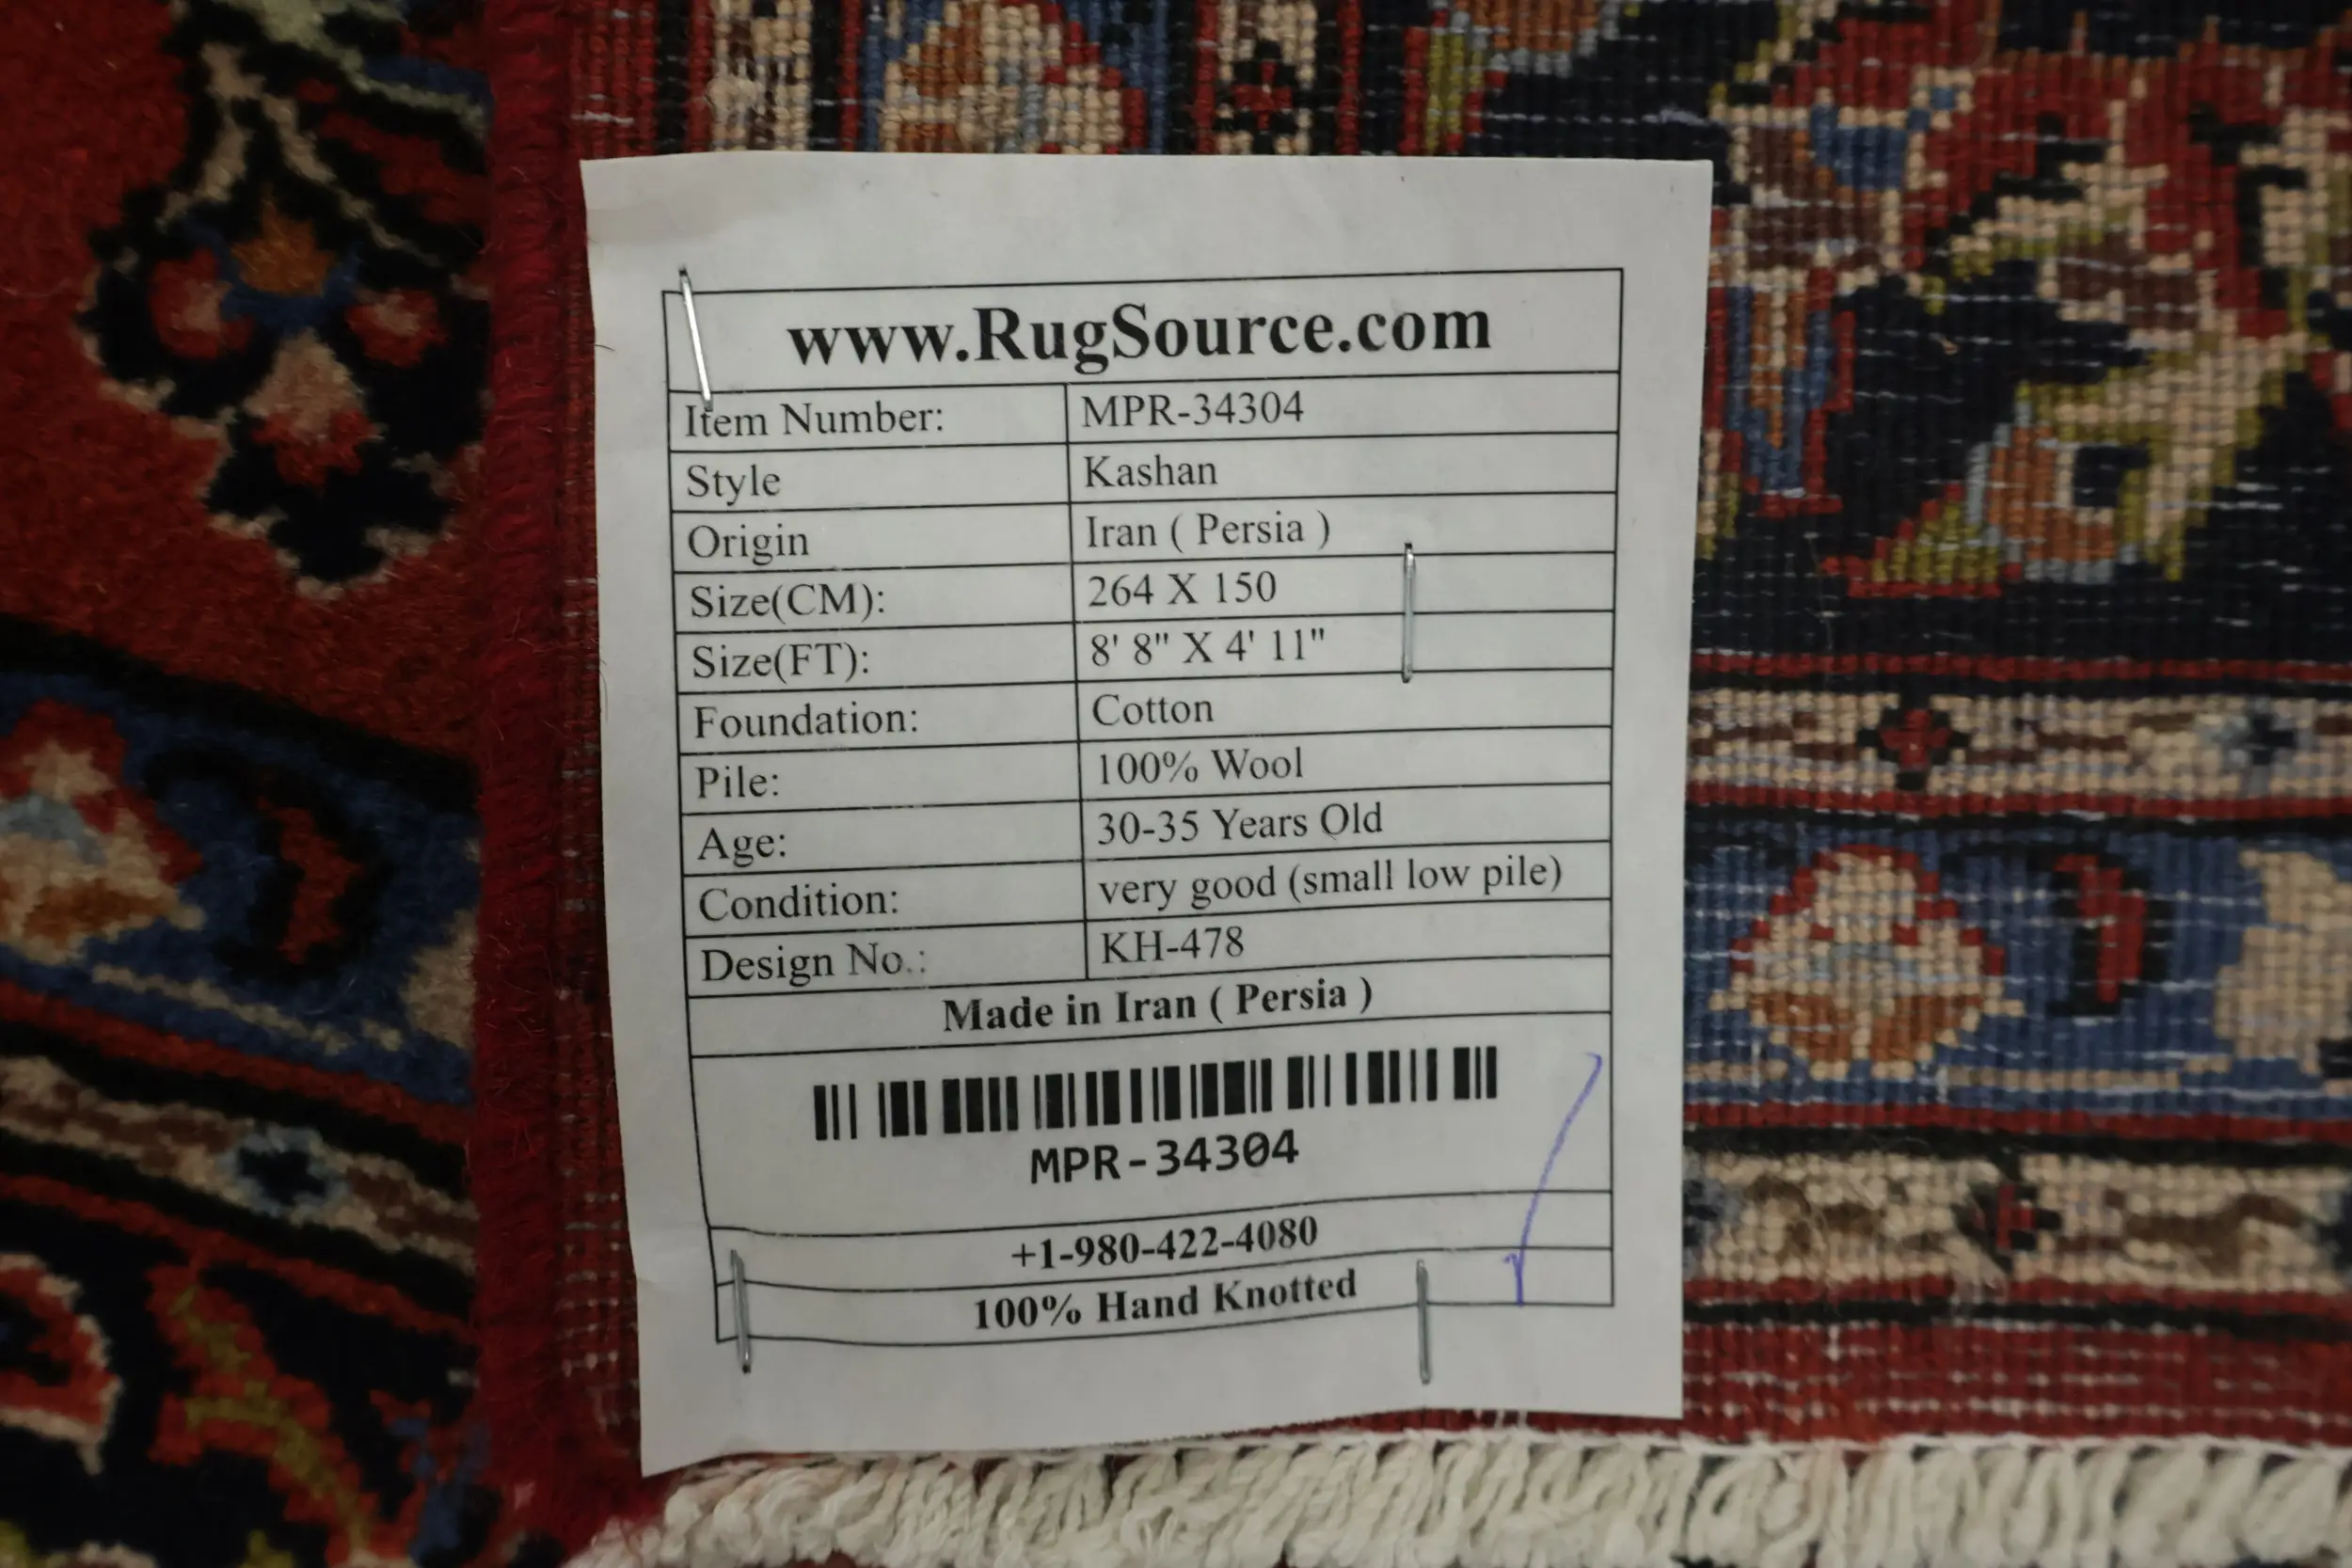 www.RugSource.com
Item Number: MPR-34304
Style Kashan
Origin Iran ( Persia )
Size(CM): 264 X 150
Size(FT): 8' 8" X 4' 11"
Foundation: Cotton
Pile: 100% Wool
Age: 30-35 Years Old
Condition: very good (small low pile)
Design No.: KH-478
Made in Iran ( Persia )
MPR-34304
+1-980-422-4080
100% Hand Knotted